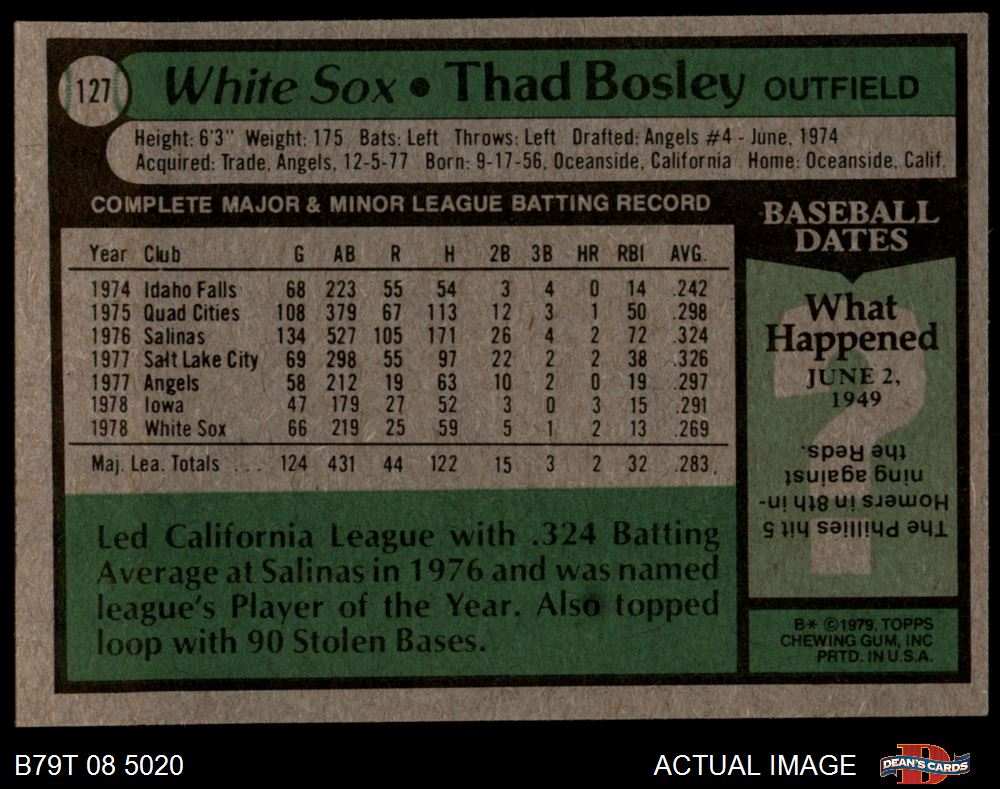 127 White Sox • Thad Bosley OUTFIELD
Height: 6'3" Weight: 175 Bats: Left Throws: Left Drafted: Angels #4 - June, 1974
Acquired: Trade, Angels, 12-5-77 Born: 9-17-56, Oceanside, California Home: Oceanside, Calif.
COMPLETE MAJOR & MINOR LEAGUE BATTING RECORD
Year Club G AB R H 2B 3B HR RBI AVG.
1974 Idaho Falls 68 223 55 54 3 4 0 14 .242
1975 Quad Cities 108 379 67 113 12 3 1 50 .298
1976 Salinas 134 527 105 171 26 4 2 72 .324
1977 Salt Lake City 69 298 55 97 22 2 2 38 .326
1977 Angels 58 212 19 63 10 2 0 19 .297
1978 Iowa 47 179 27 52 3 0 3 15 .291
1978 White Sox 66 219 25 59 5 1 2 13 .269
Maj. Lea. Totals ... 124 431 44 122 15 3 2 32 .283
Led California League with .324 Batting
Average at Salinas in 1976 and was named
league's Player of the Year. Also topped
loop with 90 Stolen Bases.
BASEBALL
DATES
What
Happened
JUNE 2,
1949
?
The Phillies hit 5
Homers in 8th in-
ning against
the Reds.
B* ©1979, TOPPS
CHEWING GUM, INC
PRTD. IN U.S.A.
B79T 08 5020
ACTUAL IMAGE
D
DEAN'S CARDS